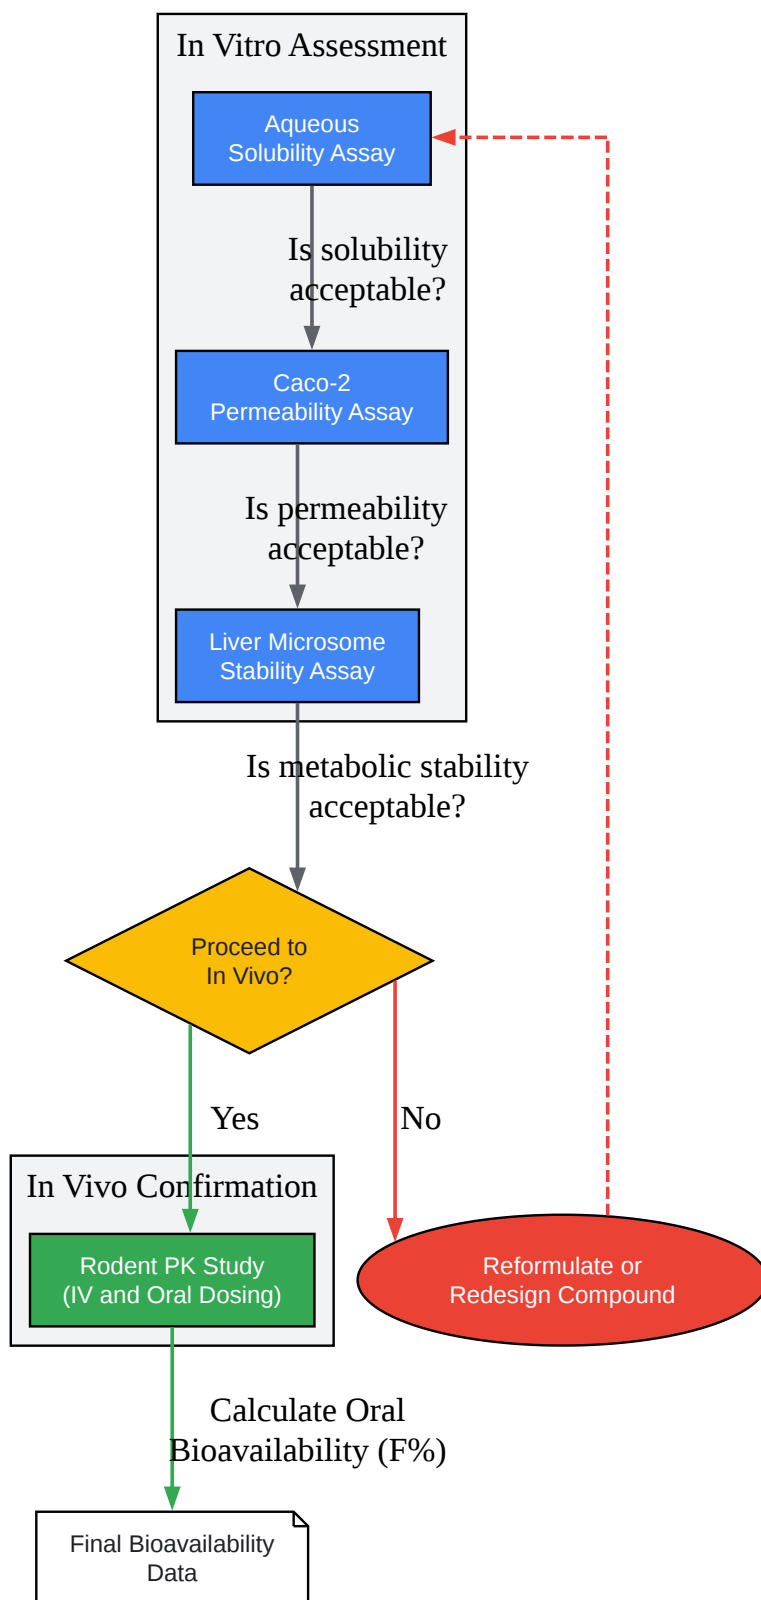 In Vitro Assessment
Aqueous
Solubility Assay
Is solubility
acceptable?
Caco-2
Permeability Assay
Is permeability
acceptable?
Liver Microsome
Stability Assay
Is metabolic stability
acceptable?
Proceed to
In Vivo?
Yes
No
In Vivo Confirmation
Rodent PK Study
(IV and Oral Dosing)
Reformulate or
Redesign Compound
Calculate Oral
Bioavailability (F%)
Final Bioavailability
Data